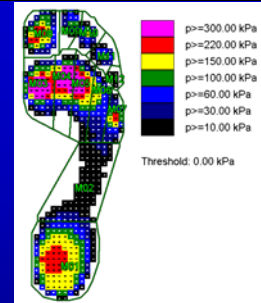 p>=300.00 kPa
p>=220.00 kPa
p>=150.00 kPa
p>=100.00 kPa
p>=60.00 kPa
p>=30.00 kPa
p>=10.00 kPa
Threshold: 0.00 kPa
M02
M01